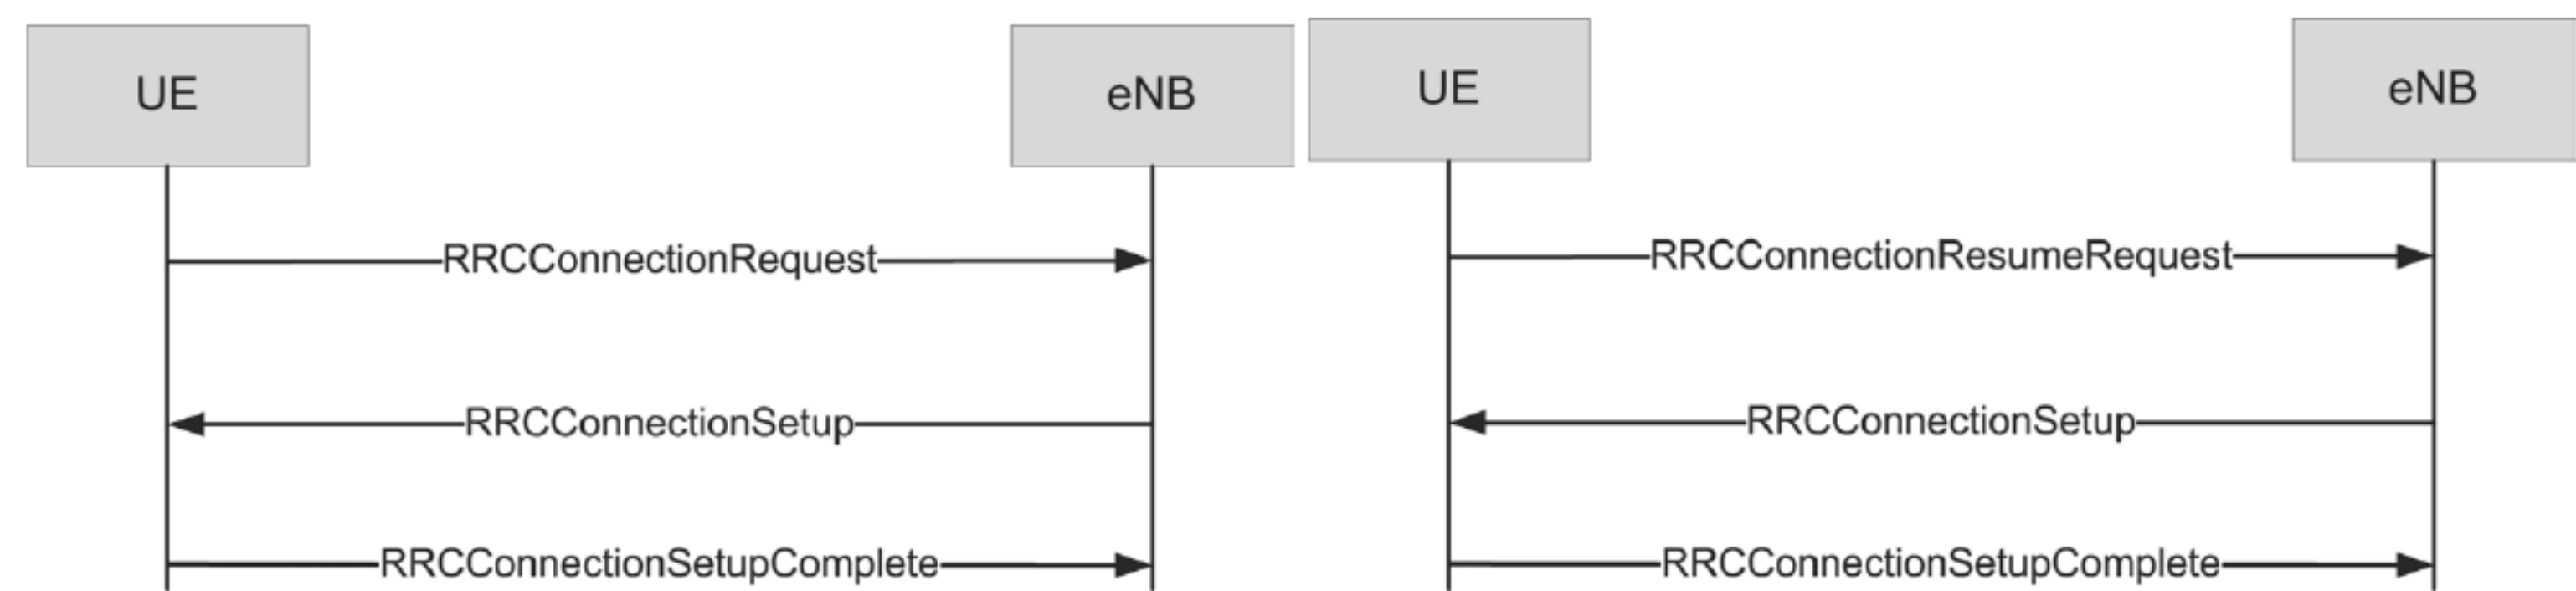 UE
eNB
RRCConnectionRequest
RRCConnectionSetup
RRCConnectionSetupComplete
UE
eNB
RRCConnectionResumeRequest
RRCConnectionSetup
RRCConnectionSetupComplete